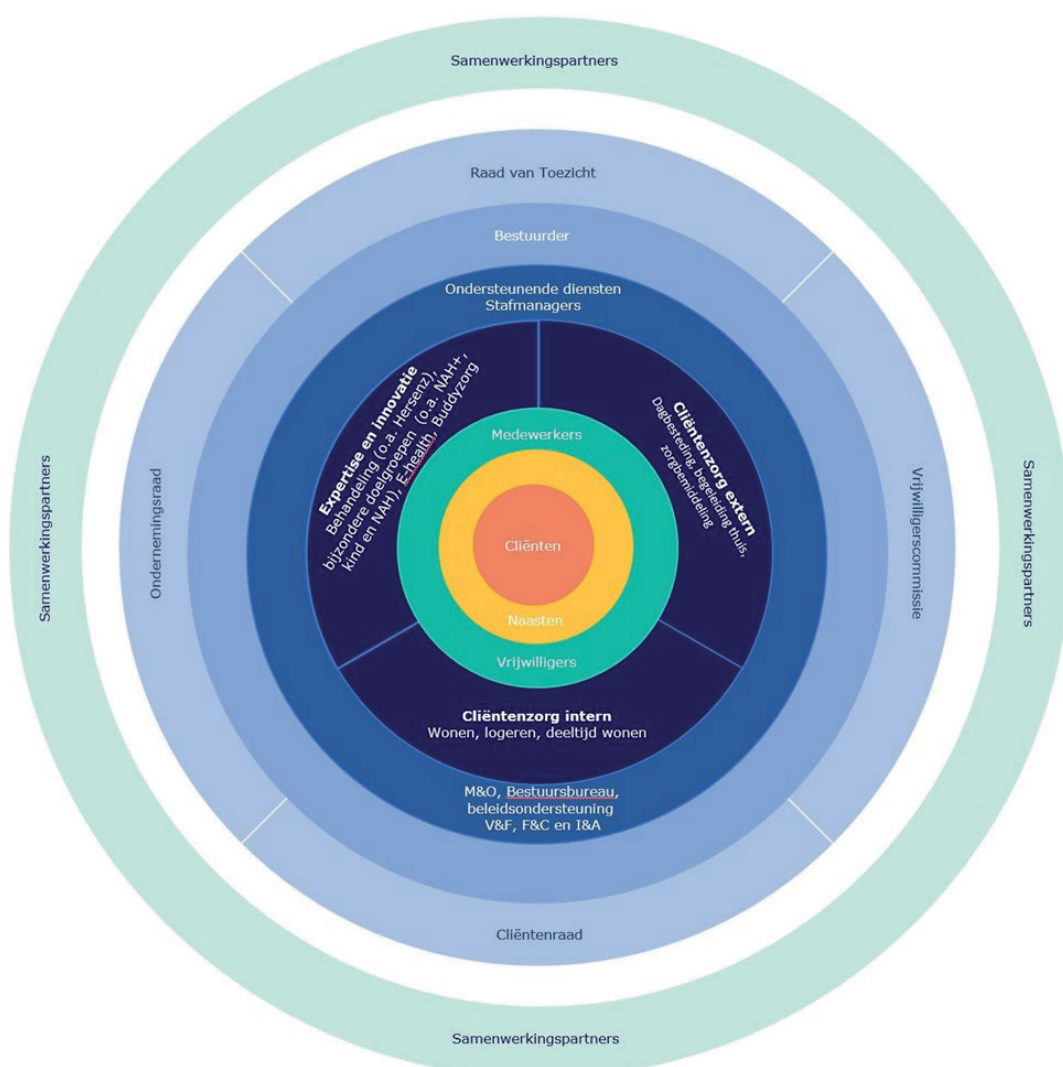 Samenwerkingspartners
Raad van Toezicht
Bestuurder
Ondersteunende diensten
Stafmanagers
Expertise en innovatie
Behandeling (o.a. Hersenz),
bijzondere doelgroepen (o.a. NAH+,
kind en NAH), E-health, Buddyzorg
Cliëntenzorg extern
Dagbesteding, begeleiding thuis,
zorgbemiddeling
Medewerkers
Cliënten
Naasten
Vrijwilligers
Samenwerkingspartners
Ondernemingsraad
Vrijwilligerscommissie
Samenwerkingspartners
Cliëntenzorg intern
Wonen, logeren, deeltijd wonen
M&O, Bestuursbureau,
beleidsondersteuning
V&F, F&C en I&A
Cliëntenraad
Samenwerkingspartners